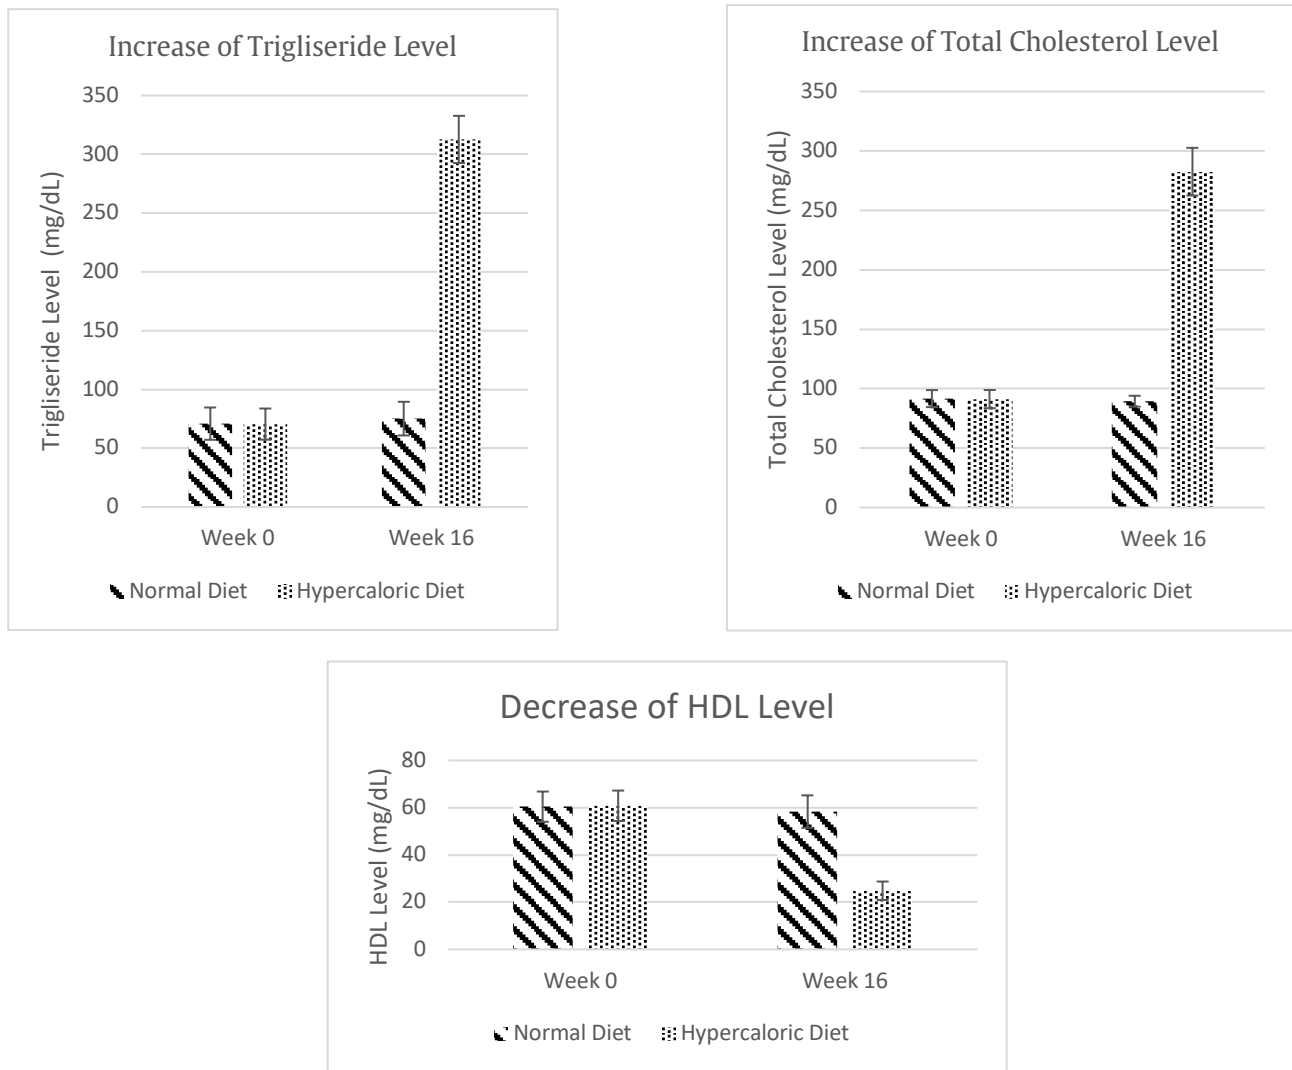 Increase of Trigliseride Level
Trigliseride Level (mg/dL)
350
300
250
200
150
100
50
0
Week 0 Week 16
Normal Diet Hypercaloric Diet
Increase of Total Cholesterol Level
Total Cholesterol Level (mg/dL)
350
300
250
200
150
100
50
0
Week 0 Week 16
Normal Diet Hypercaloric Diet
Decrease of HDL Level
HDL Level (mg/dL)
80
60
40
20
0
Week 0 Week 16
Normal Diet Hypercaloric Diet